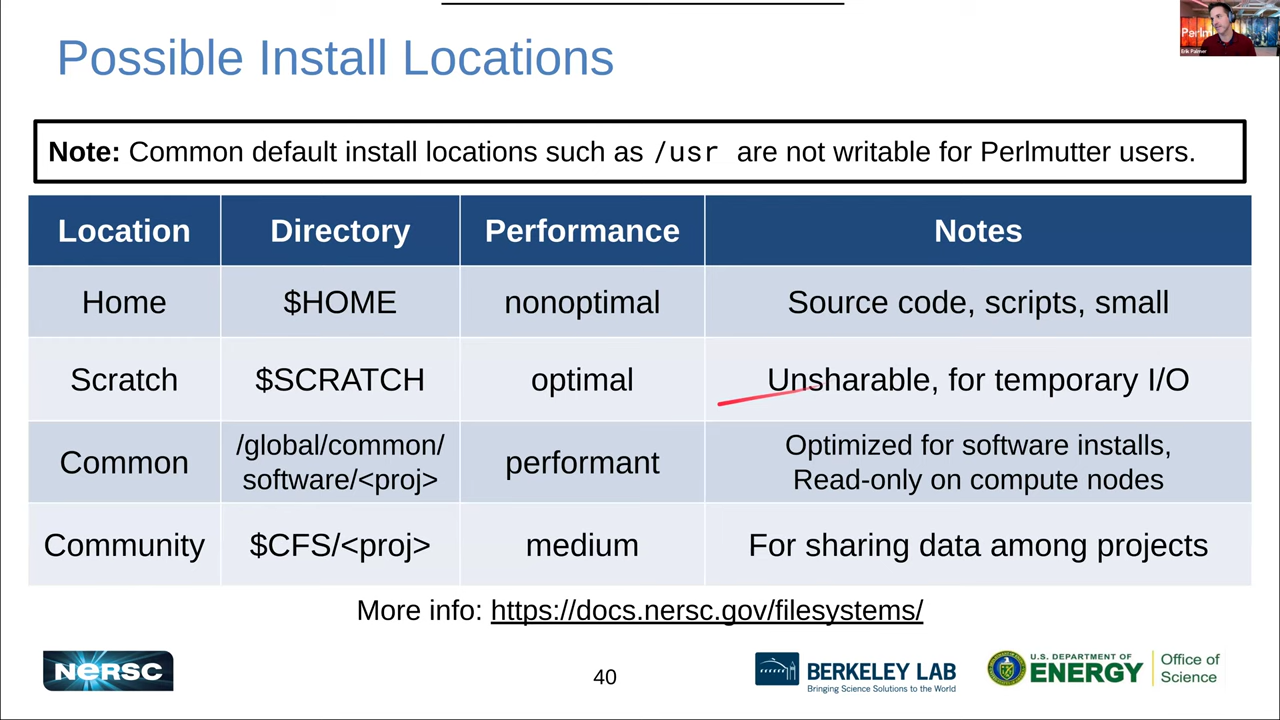 Possible Install Locations
Perlm
Erik Palmer
Note: Common default install locations such as /usr are not writable for Perlmutter users.
Location Directory Performance Notes
Home $HOME nonoptimal Source code, scripts, small
Scratch $SCRATCH optimal Unsharable, for temporary I/O
Common /global/common/software/<proj> performant Optimized for software installs,
Read-only on compute nodes
Community $CFS/<proj> medium For sharing data among projects
More info: https://docs.nersc.gov/filesystems/
NERSC
40
BERKELEY LAB
Bringing Science Solutions to the World
U.S. DEPARTMENT OF
ENERGY
Office of
Science